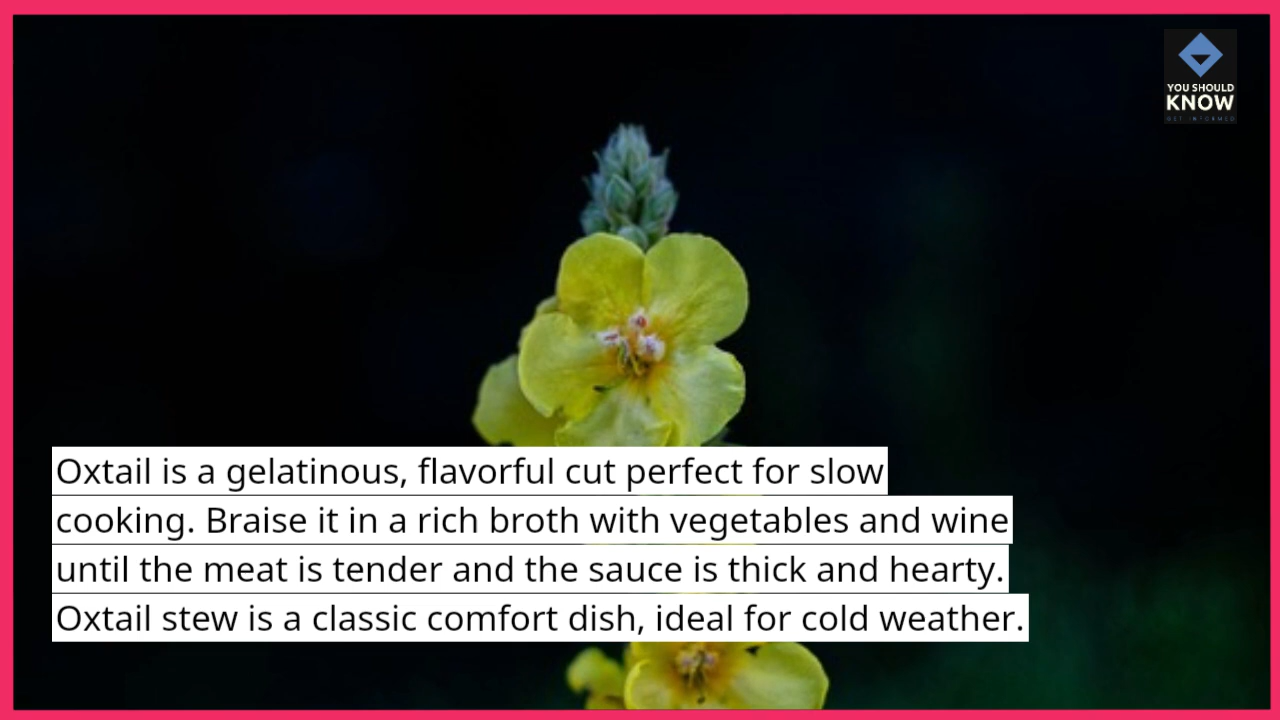 YOU SHOULD
KNOW
GET INFORMED
Oxtail is a gelatinous, flavorful cut perfect for slow
cooking. Braise it in a rich broth with vegetables and wine
until the meat is tender and the sauce is thick and hearty.
Oxtail stew is a classic comfort dish, ideal for cold weather.